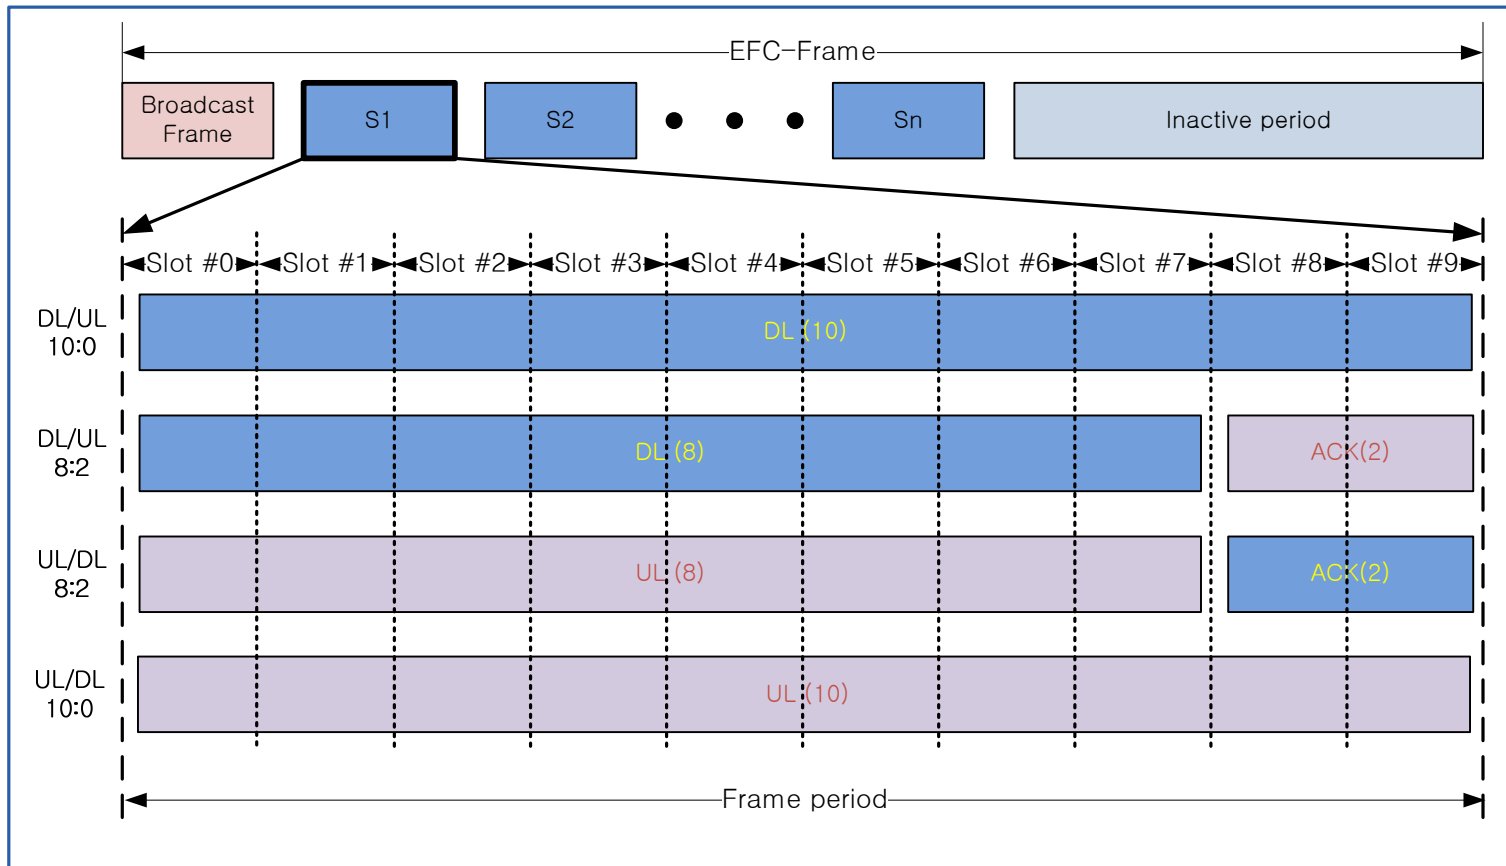 EFC-Frame
Broadcast
Frame
S1
S2
Sn
Inactive period
Slot #0
Slot #1
Slot #2
Slot #3
Slot #4
Slot #5
Slot #6
Slot #7
Slot #8
Slot #9
DL/UL
10:0
DL (10)
DL/UL
8:2
DL (8)
ACK(2)
UL/DL
8:2
UL (8)
ACK(2)
UL/DL
10:0
UL (10)
Frame period